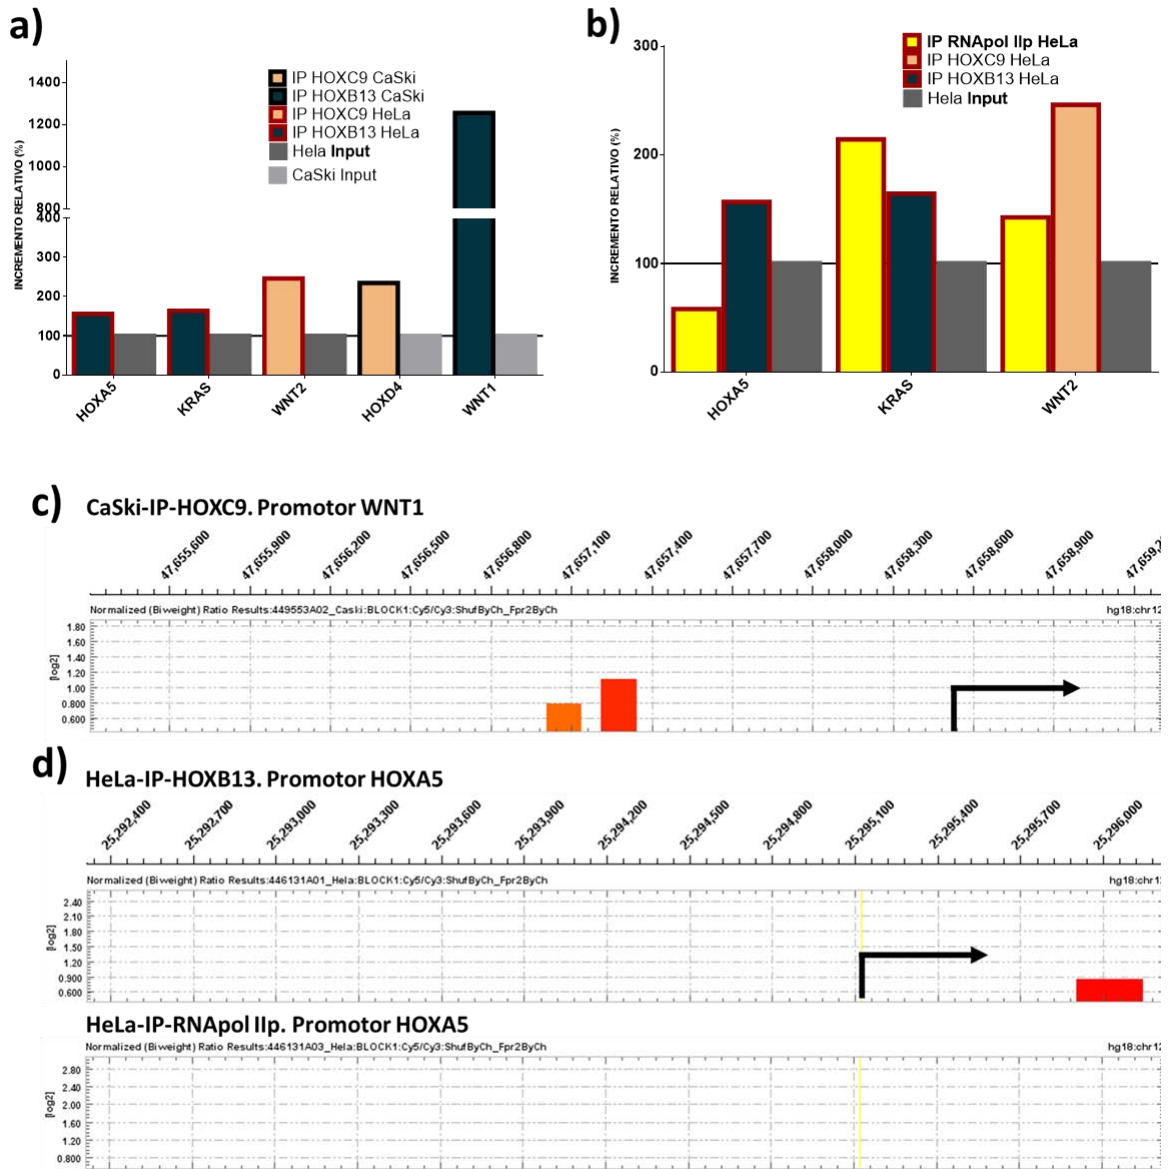 a)
INCREMENTO RELATIVO (%)
1400
1200
1000
800
400
300
200
100
0
IP HOXC9 CaSki
IP HOXB13 CaSki
IP HOXC9 HeLa
IP HOXB13 HeLa
Hela Input
CaSki Input
HOXA5
KRAS
WNT2
HOXD4
WNT1
b)
INCREMENTO RELATIVO (%)
300
200
100
0
IP RNApol IIp HeLa
IP HOXC9 HeLa
IP HOXB13 HeLa
Hela Input
HOXA5
KRAS
WNT2
c) CaSki-IP-HOXC9. Promotor WNT1
47,655,600 47,655,900 47,656,200 47,656,500 47,656,800 47,657,100 47,657,400 47,657,700 47,658,000 47,658,300 47,658,600 47,658,900 47,659,2
Normalized (Biweight) Ratio Results:449553A02_Caski:BLOCK1:Cy5/Cy3:ShufByCh_Fpr2ByCh hg18:chr12
[log2]
1.80
1.60
1.40
1.20
1.00
0.800
0.600
d) HeLa-IP-HOXB13. Promotor HOXA5
25,292,400 25,292,700 25,293,000 25,293,300 25,293,600 25,293,900 25,294,200 25,294,500 25,294,800 25,295,100 25,295,400 25,295,700 25,296,000
Normalized (Biweight) Ratio Results:446131A01_Hela:BLOCK1:Cy5/Cy3:ShufByCh_Fpr2ByCh hg18:chr12
[log2]
2.40
2.10
1.80
1.50
1.20
0.900
0.600
HeLa-IP-RNApol IIp. Promotor HOXA5
Normalized (Biweight) Ratio Results:446131A03_Hela:BLOCK1:Cy5/Cy3:ShufByCh_Fpr2ByCh hg18:chr12
[log2]
2.80
2.40
2.00
1.60
1.20
0.800